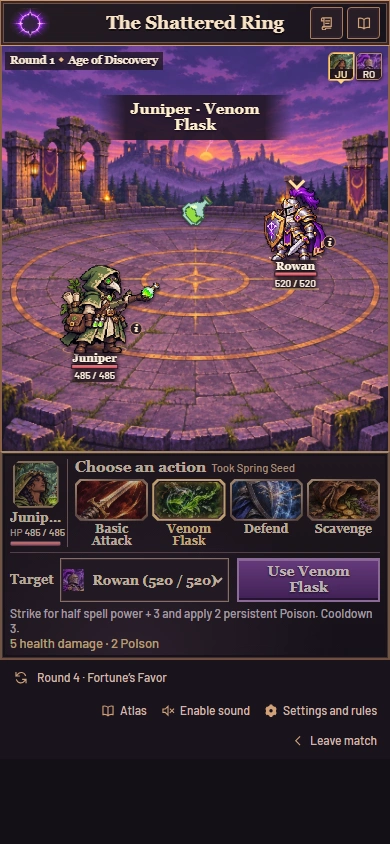 The Shattered Ring
Round 1 • Age of Discovery
JU
RO
Juniper · Venom
Flask
Rowan
520 / 520
Juniper
485 / 485
Choose an action Took Spring Seed
Junip...
HP 485 / 485
Basic
Attack
Venom
Flask
Defend
Scavenge
Target
Rowan (520 / 520)
Use Venom
Flask
Strike for half spell power + 3 and apply 2 persistent Poison. Cooldown
3.
5 health damage · 2 Poison
Round 4 · Fortune's Favor
Atlas
Enable sound
Settings and rules
Leave match